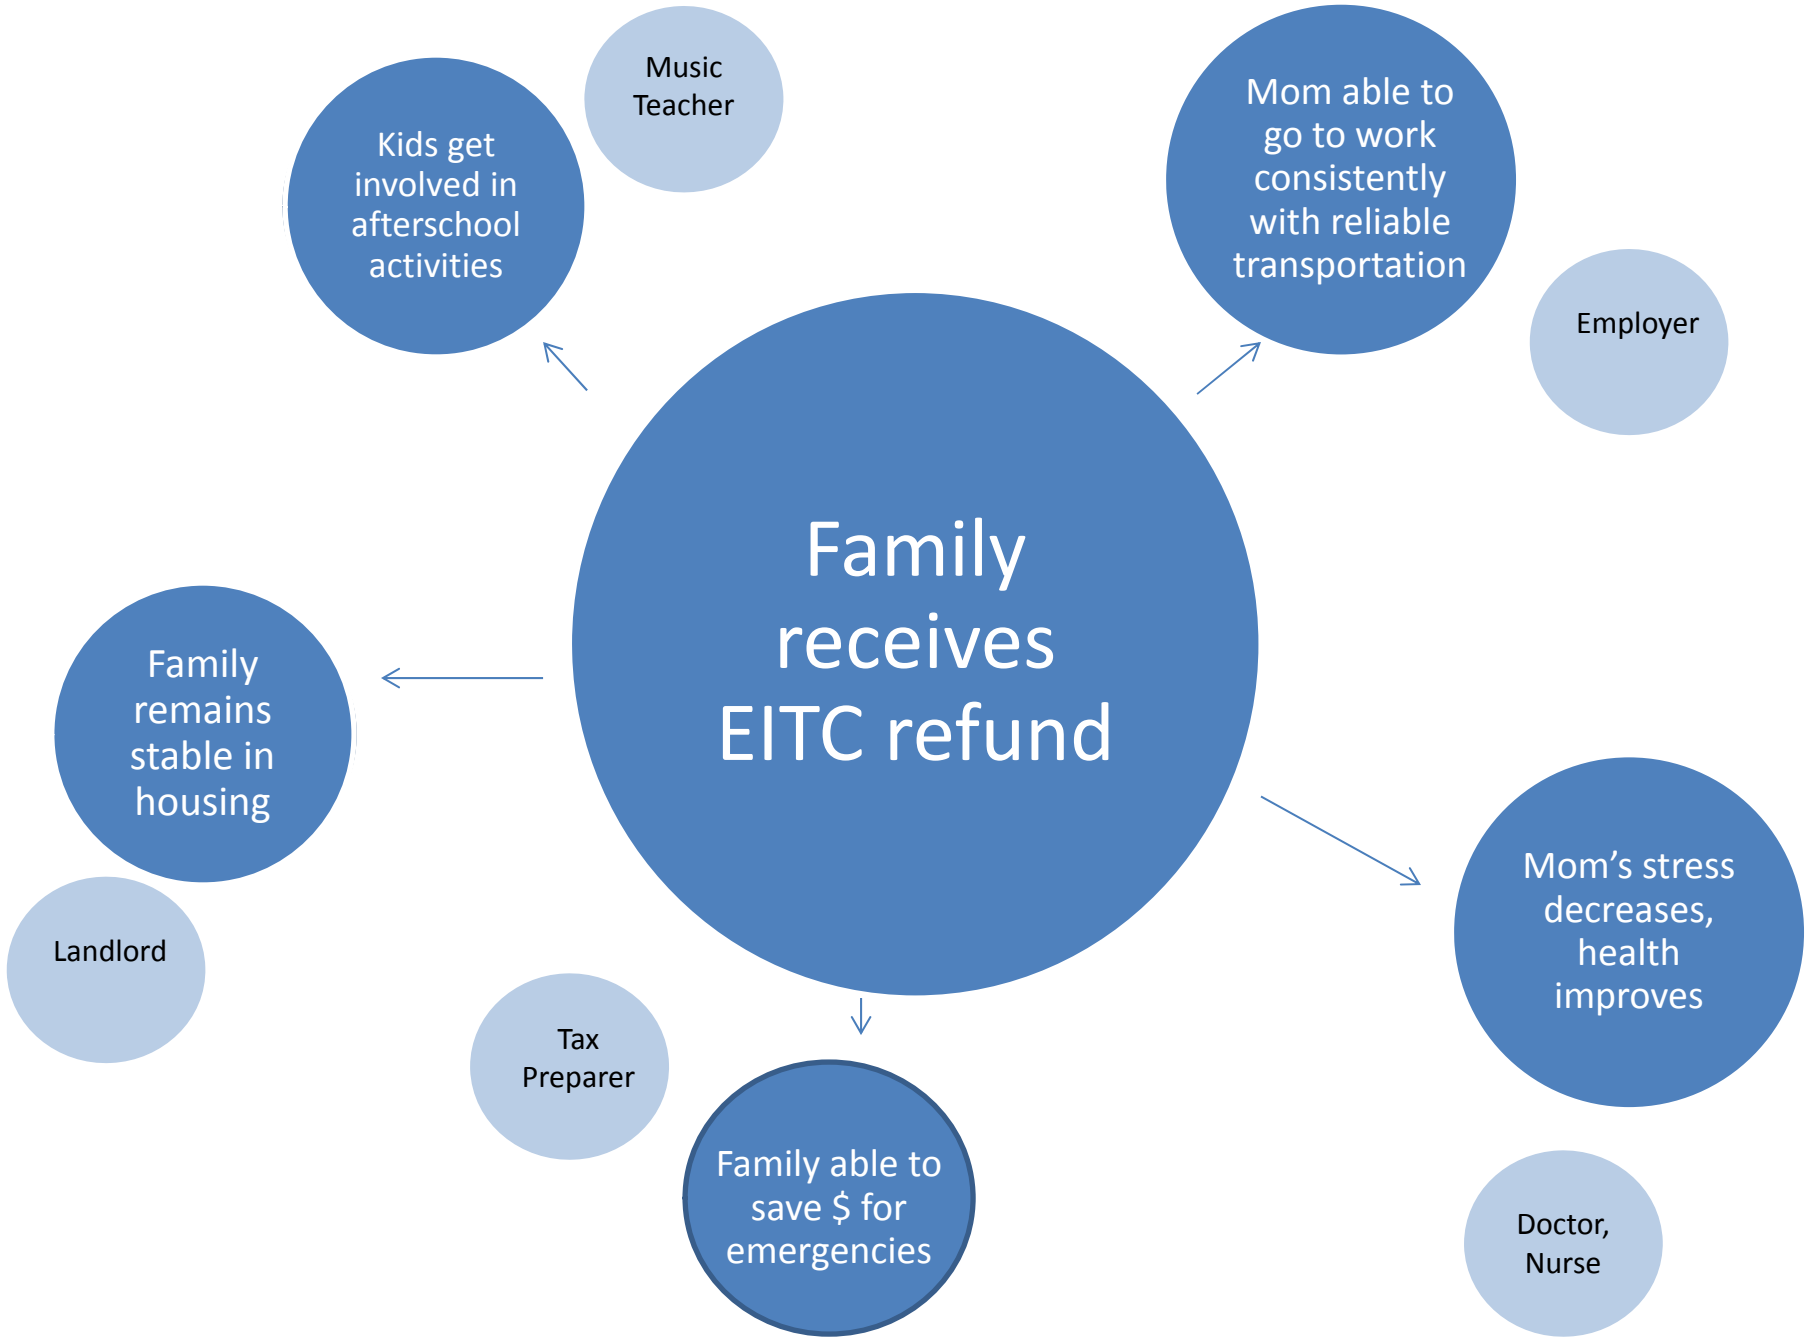 Music
Teacher
Kids get
involved in
afterschool
activities
Mom able to
go to work
consistently
with reliable
transportation
Employer
Family
receives
EITC refund
Family
remains
stable in
housing
Landlord
Mom’s stress
decreases,
health
improves
Tax
Preparer
Family able to
save $ for
emergencies
Doctor,
Nurse